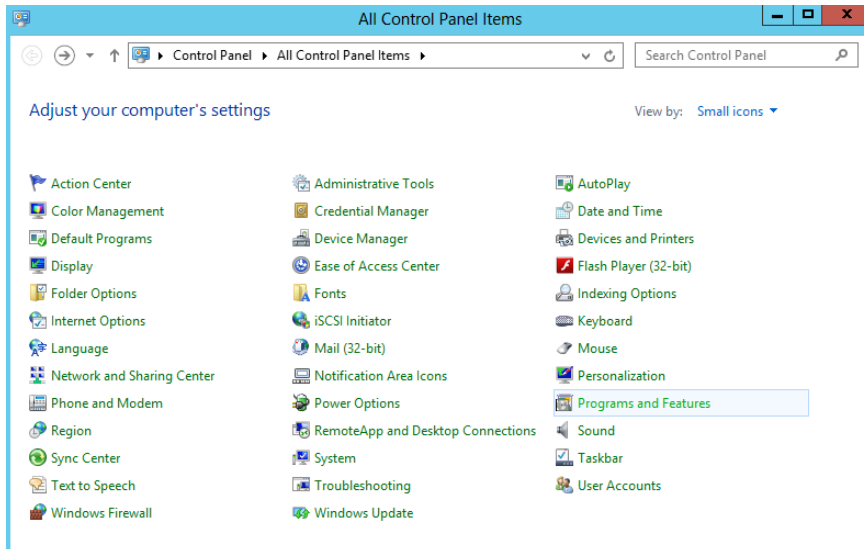 All Control Panel Items
Control Panel All Control Panel Items Search Control Panel
Adjust your computer's settings View by: Small icons
Action Center Administrative Tools AutoPlay
Color Management Credential Manager Date and Time
Default Programs Device Manager Devices and Printers
Display Ease of Access Center Flash Player (32-bit)
Folder Options Fonts Indexing Options
Internet Options iSCSI Initiator Keyboard
Language Mail (32-bit) Mouse
Network and Sharing Center Notification Area Icons Personalization
Phone and Modem Power Options Programs and Features
Region RemoteApp and Desktop Connections Sound
Sync Center System Taskbar
Text to Speech Troubleshooting User Accounts
Windows Firewall Windows Update